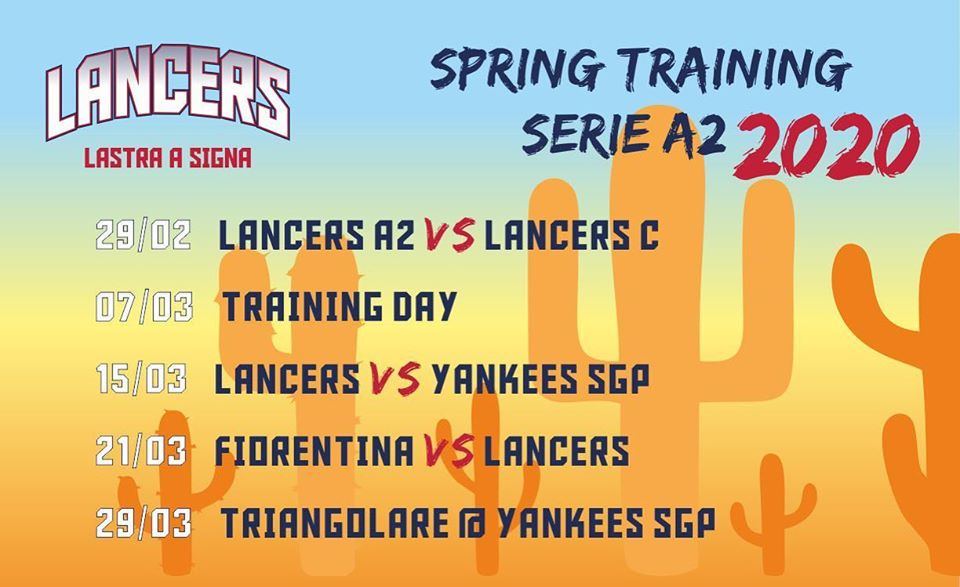 LANCERS
LASTRA A SIGNA
SPRING TRAINING
SERIE A2 2020
29/02 LANCERS A2 VS LANCERS C
07/03 TRAINING DAY
15/03 LANCERS VS YANKEES SGP
21/03 FIORENTINA VS LANCERS
29/03 TRIANGOLARE @ YANKEES SGP